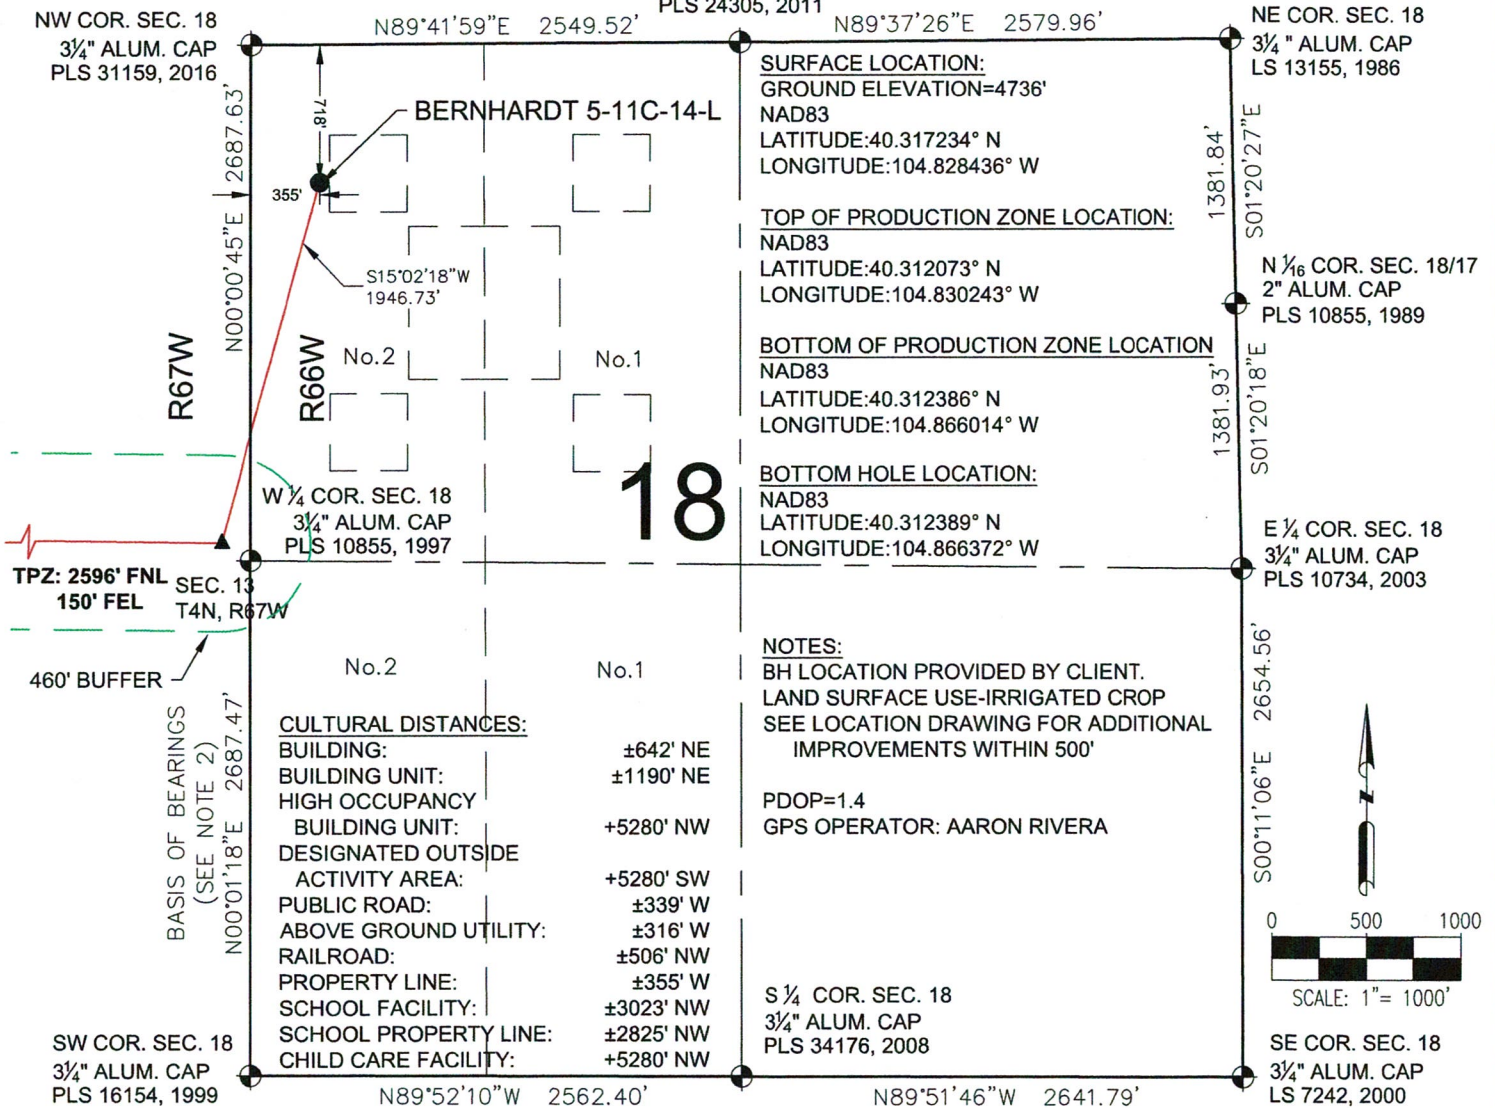 PLS 24305, 2011
NW COR. SEC. 18
3¼" ALUM. CAP
PLS 31159, 2016
N89°41'59"E 2549.52'
N89°37'26"E 2579.96'
NE COR. SEC. 18
3¼ " ALUM. CAP
LS 13155, 1986
718'
BERNHARDT 5-11C-14-L
355'
N00°00'45"E 2687.63'
S15°02'18"W
1946.73'
R67W
R66W
No.2
No.1
SURFACE LOCATION:
GROUND ELEVATION=4736'
NAD83
LATITUDE:40.317234° N
LONGITUDE:104.828436° W
TOP OF PRODUCTION ZONE LOCATION:
NAD83
LATITUDE:40.312073° N
LONGITUDE:104.830243° W
BOTTOM OF PRODUCTION ZONE LOCATION
NAD83
LATITUDE:40.312386° N
LONGITUDE:104.866014° W
BOTTOM HOLE LOCATION:
NAD83
LATITUDE:40.312389° N
LONGITUDE:104.866372° W
1381.84'
S01°20'27"E
N 1⁄16 COR. SEC. 18/17
2" ALUM. CAP
PLS 10855, 1989
1381.93'
S01°20'18"E
18
W ¼ COR. SEC. 18
3¼" ALUM. CAP
PLS 10855, 1997
E ¼ COR. SEC. 18
3¼" ALUM. CAP
PLS 10734, 2003
TPZ: 2596' FNL
150' FEL
SEC. 13
T4N, R67W
460' BUFFER
No.2
No.1
BASIS OF BEARINGS
(SEE NOTE 2)
N00°01'18"E 2687.47'
CULTURAL DISTANCES:
BUILDING: ±642' NE
BUILDING UNIT: ±1190' NE
HIGH OCCUPANCY
BUILDING UNIT: +5280' NW
DESIGNATED OUTSIDE
ACTIVITY AREA: +5280' SW
PUBLIC ROAD: ±339' W
ABOVE GROUND UTILITY: ±316' W
RAILROAD: ±506' NW
PROPERTY LINE: ±355' W
SCHOOL FACILITY: ±3023' NW
SCHOOL PROPERTY LINE: ±2825' NW
CHILD CARE FACILITY: +5280' NW
NOTES:
BH LOCATION PROVIDED BY CLIENT.
LAND SURFACE USE-IRRIGATED CROP
SEE LOCATION DRAWING FOR ADDITIONAL
IMPROVEMENTS WITHIN 500'
PDOP=1.4
GPS OPERATOR: AARON RIVERA
S00°11'06"E 2654.56'
N
0 500 1000
SCALE: 1"= 1000'
S ¼ COR. SEC. 18
3¼" ALUM. CAP
PLS 34176, 2008
SW COR. SEC. 18
3¼" ALUM. CAP
PLS 16154, 1999
SE COR. SEC. 18
3¼" ALUM. CAP
LS 7242, 2000
N89°52'10"W 2562.40'
N89°51'46"W 2641.79'